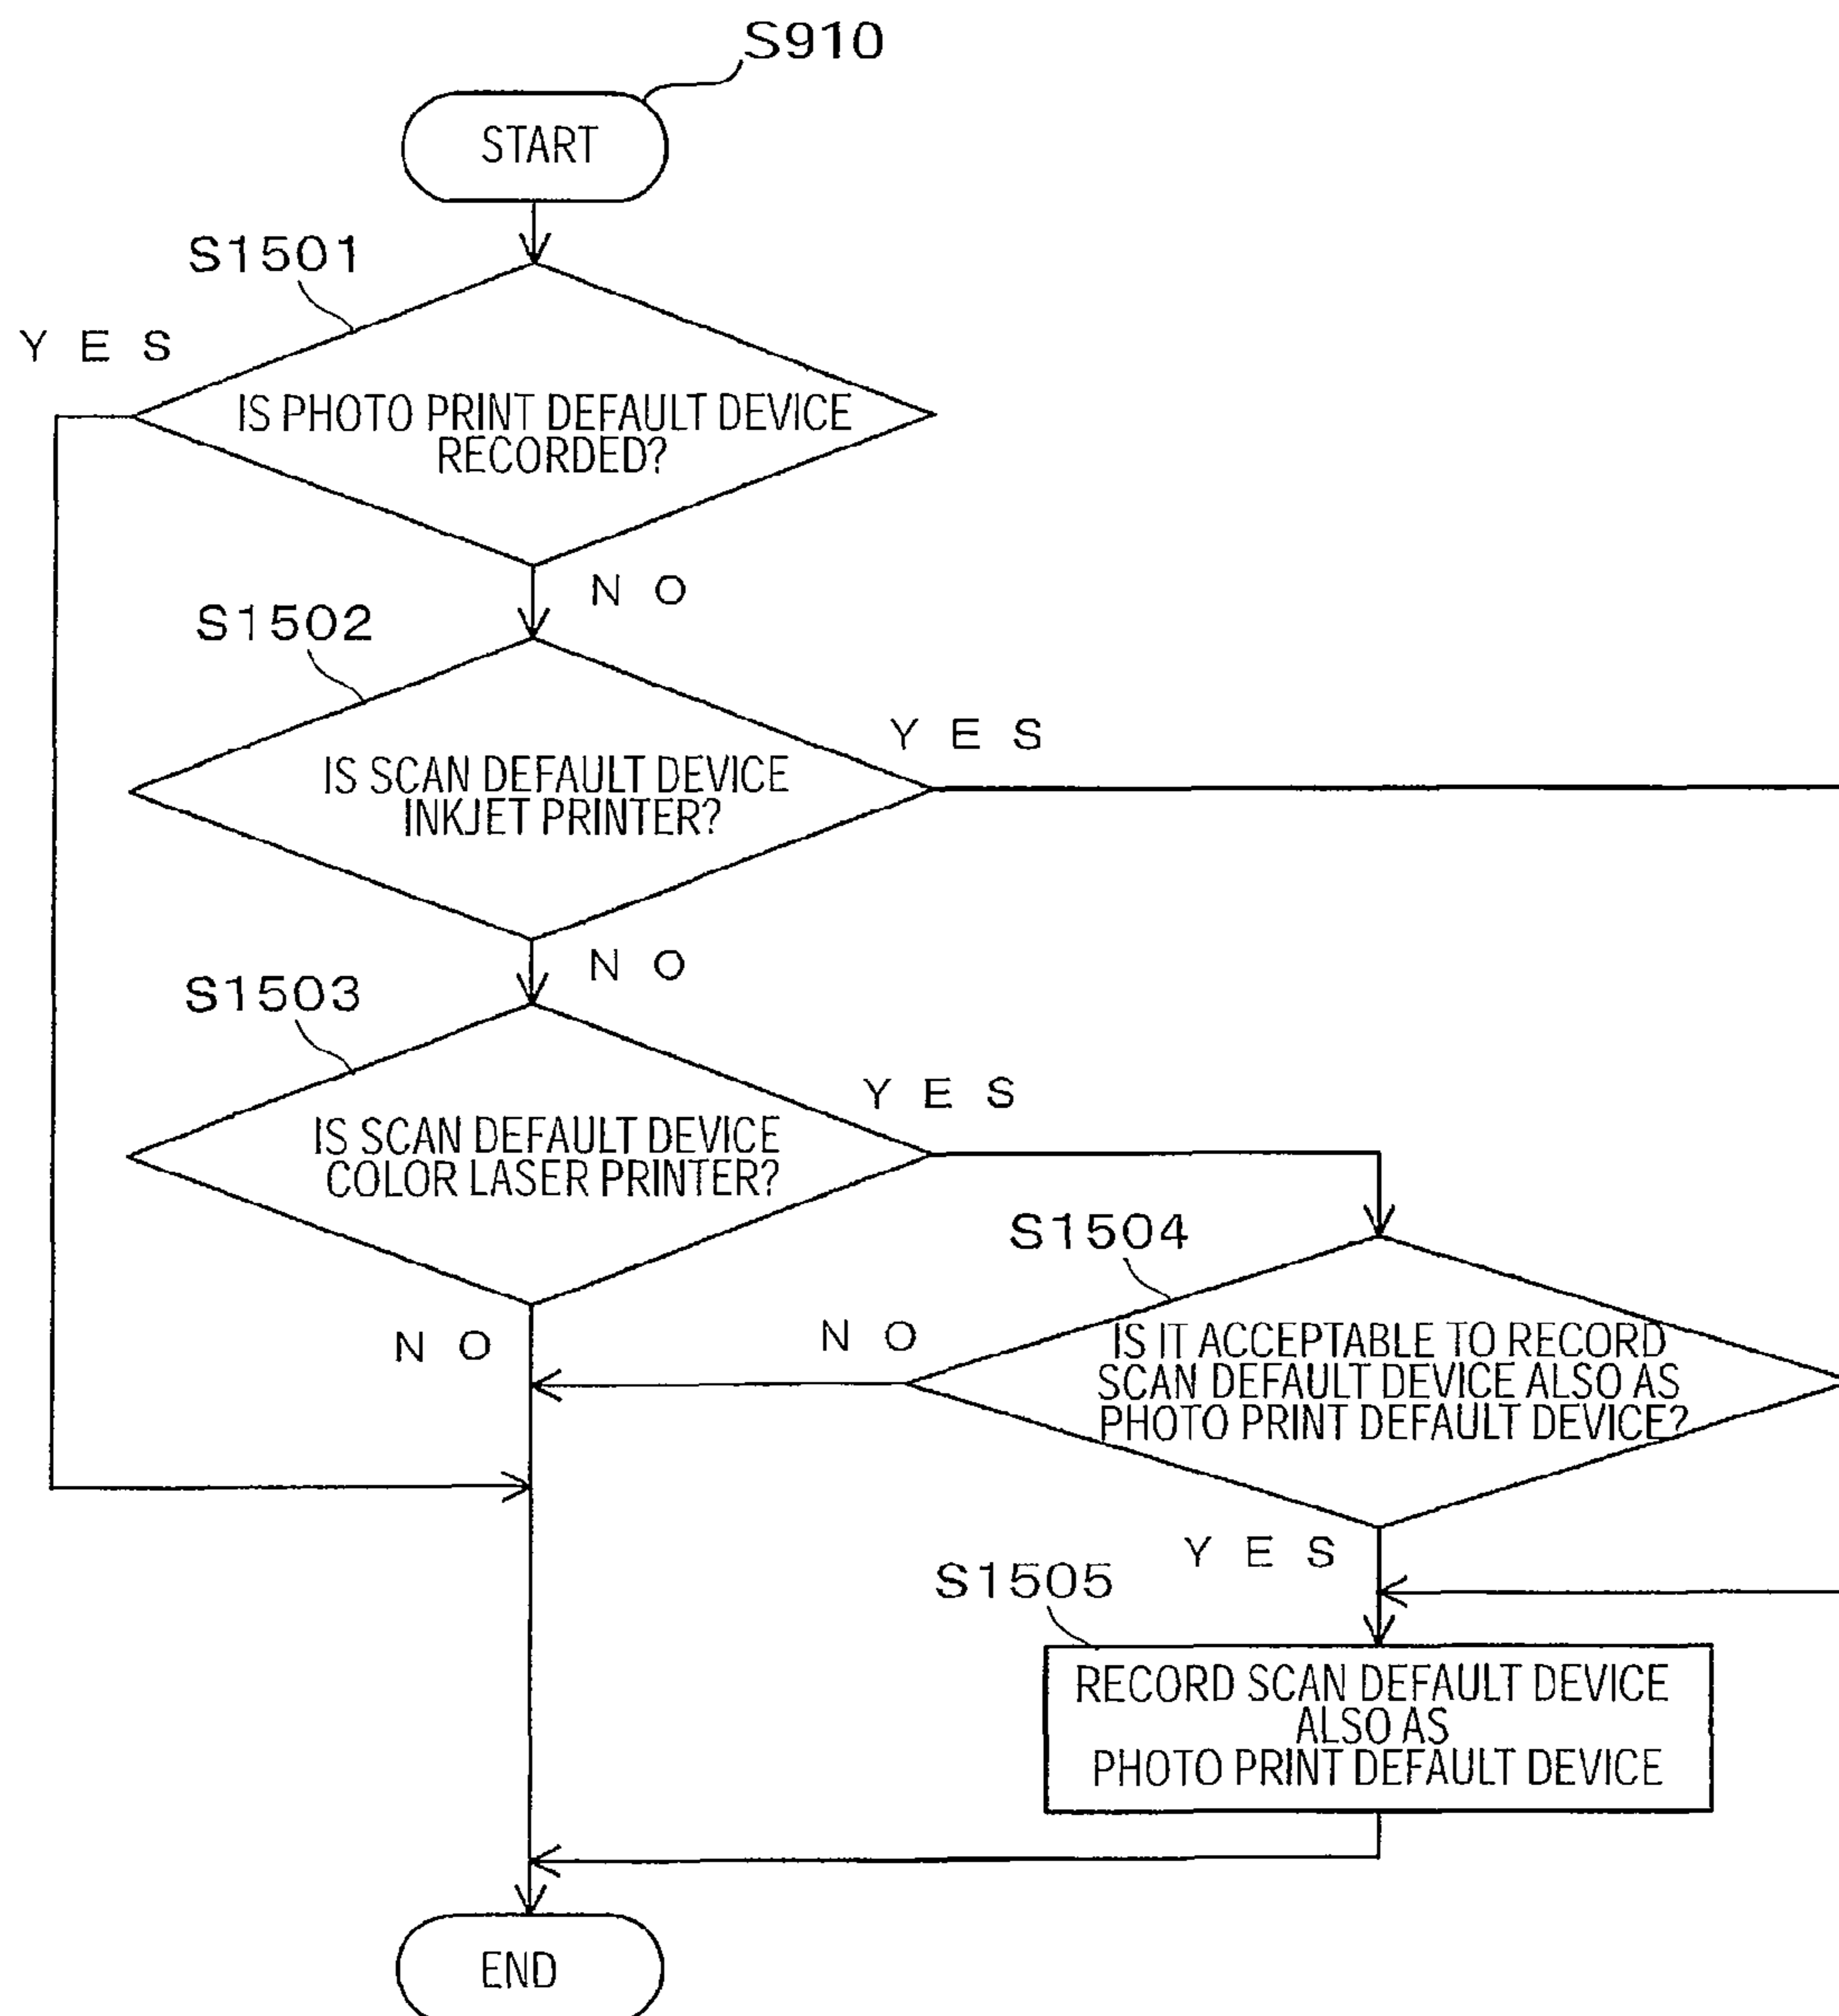 S910
START
S1501
YES
IS PHOTO PRINT DEFAULT DEVICE
RECORDED?
NO
S1502
YES
IS SCAN DEFAULT DEVICE
INKJET PRINTER?
NO
S1503
YES
IS SCAN DEFAULT DEVICE
COLOR LASER PRINTER?
S1504
NO
NO
IS IT ACCEPTABLE TO RECORD
SCAN DEFAULT DEVICE ALSO AS
PHOTO PRINT DEFAULT DEVICE?
YES
S1505
RECORD SCAN DEFAULT DEVICE
ALSO AS
PHOTO PRINT DEFAULT DEVICE
END